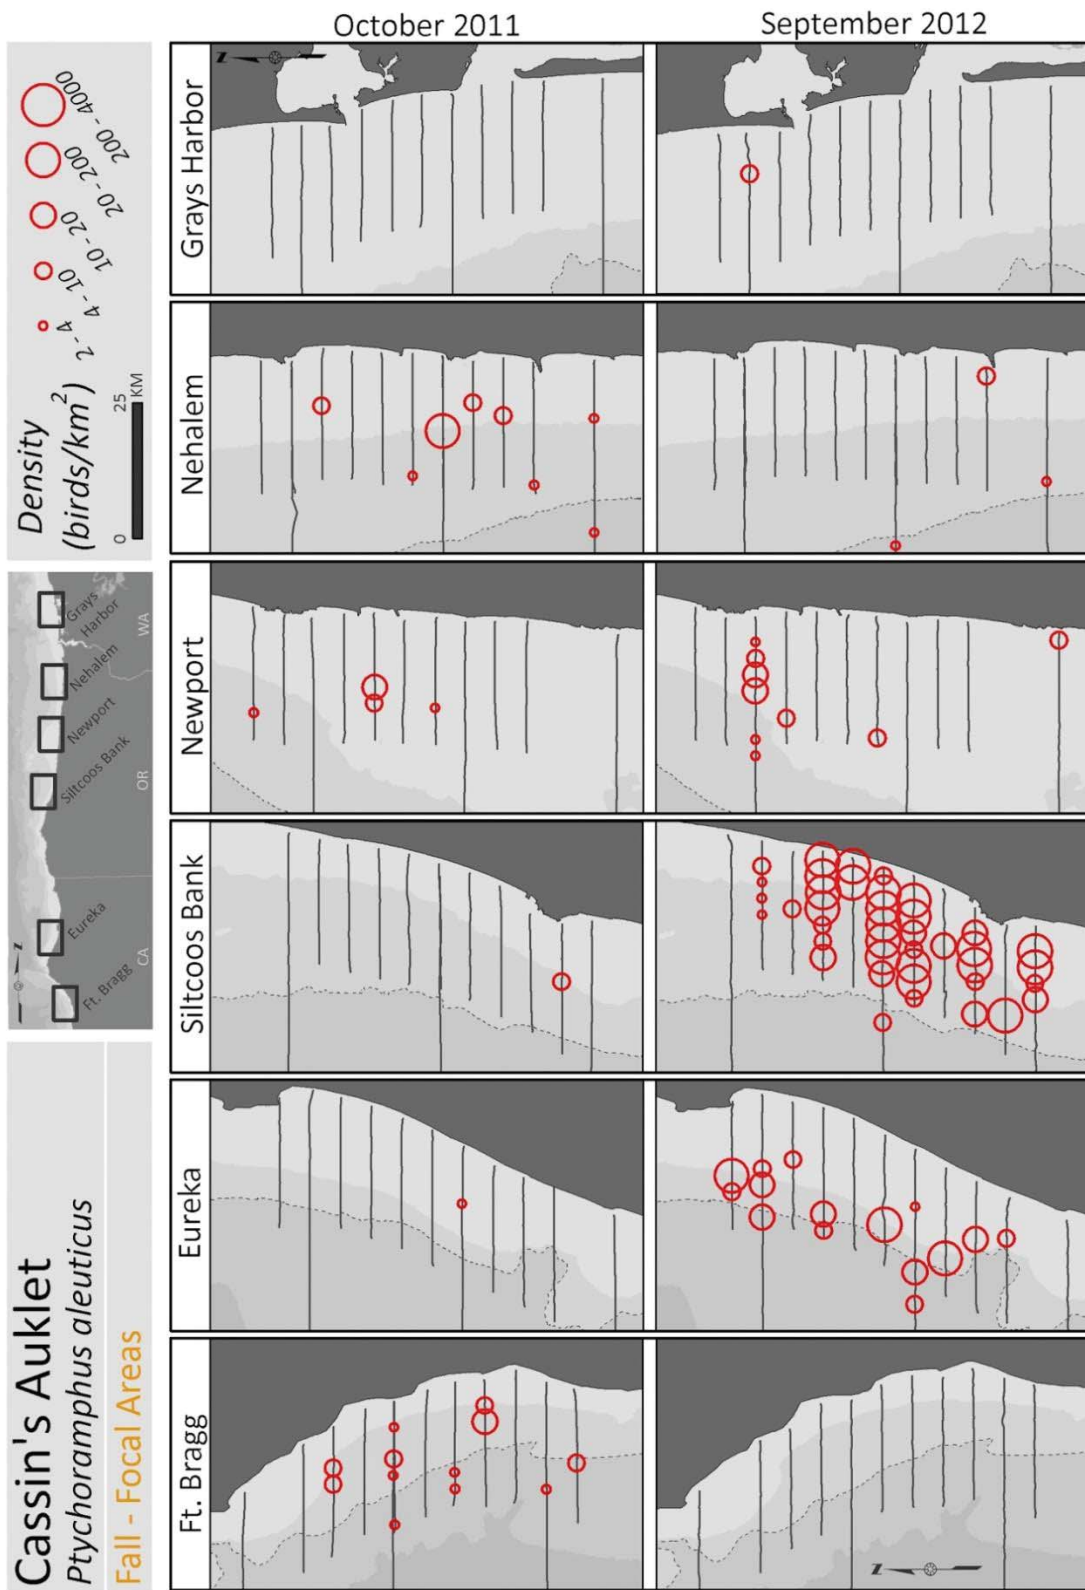 October 2011
September 2012
Cassin's Auklet
Ptychoramphus aleuticus
Fall - Focal Areas
N
Ft. Bragg
Eureka
Siltcoos Bank
Newport
Nehalem
Grays
Harbor
CA
OR
WA
Density
(birds/km²)
2 - 4
4 - 10
10 - 20
20 - 200
200 - 4000
0
25
KM
Grays Harbor
N
Nehalem
Newport
Siltcoos Bank
Eureka
Ft. Bragg
N